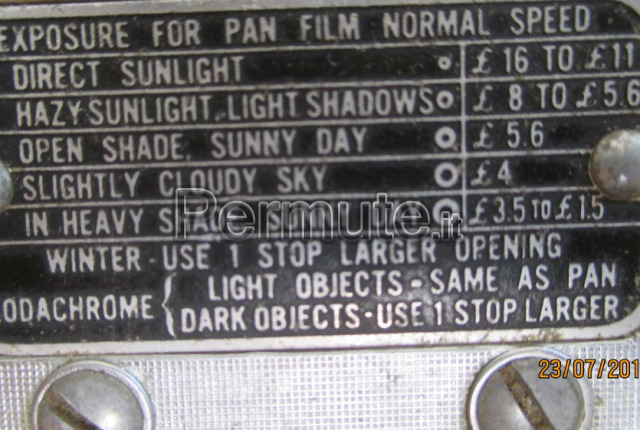 EXPOSURE FOR PAN FILM NORMAL SPEED
DIRECT SUNLIGHT £ 16 TO £ 11
HAZY SUNLIGHT, LIGHT SHADOWS £ 8 TO £ 5.6
OPEN SHADE, SUNNY DAY £ 5.6
SLIGHTLY CLOUDY SKY £ 4
IN HEAVY £ 3.5 TO £ 1.5
Permute.it
WINTER - USE 1 STOP LARGER OPENING
LIGHT OBJECTS - SAME AS PAN
ODACHROME
DARK OBJECTS - USE 1 STOP LARGER
23/07/201